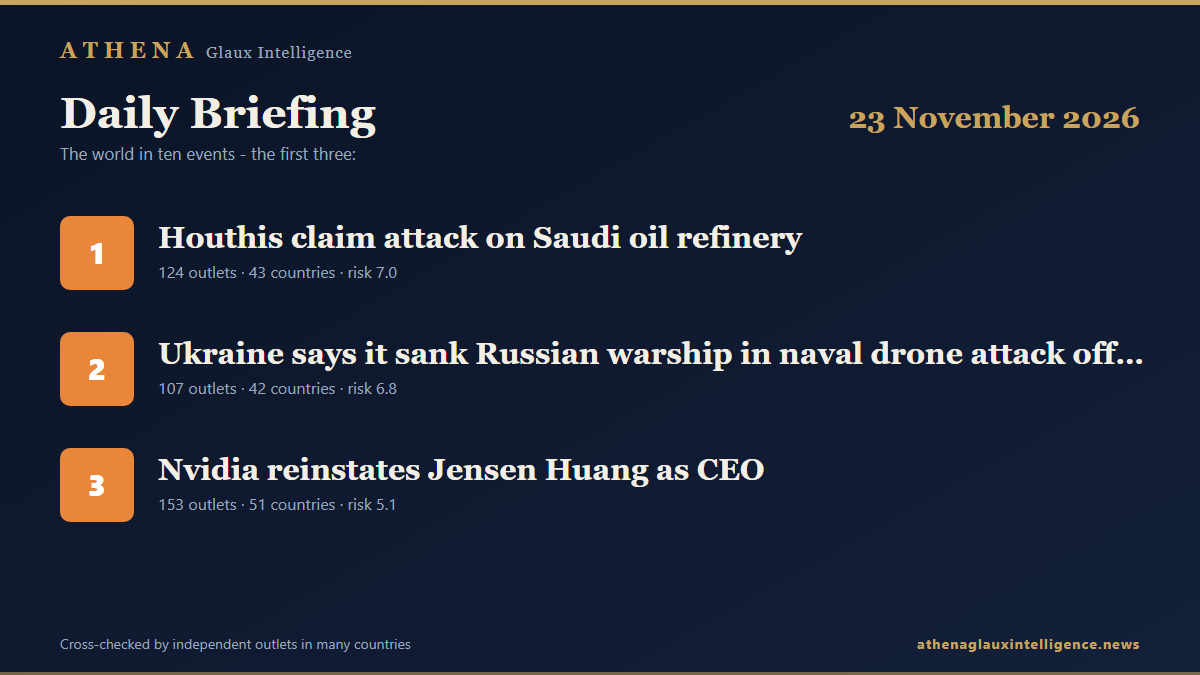 ATHENA Glaux Intelligence
Daily Briefing
23 November 2026
The world in ten events - the first three:
1
Houthis claim attack on Saudi oil refinery
124 outlets · 43 countries · risk 7.0
2
Ukraine says it sank Russian warship in naval drone attack off...
107 outlets · 42 countries · risk 6.8
3
Nvidia reinstates Jensen Huang as CEO
153 outlets · 51 countries · risk 5.1
Cross-checked by independent outlets in many countries
athenaglauxintelligence.news